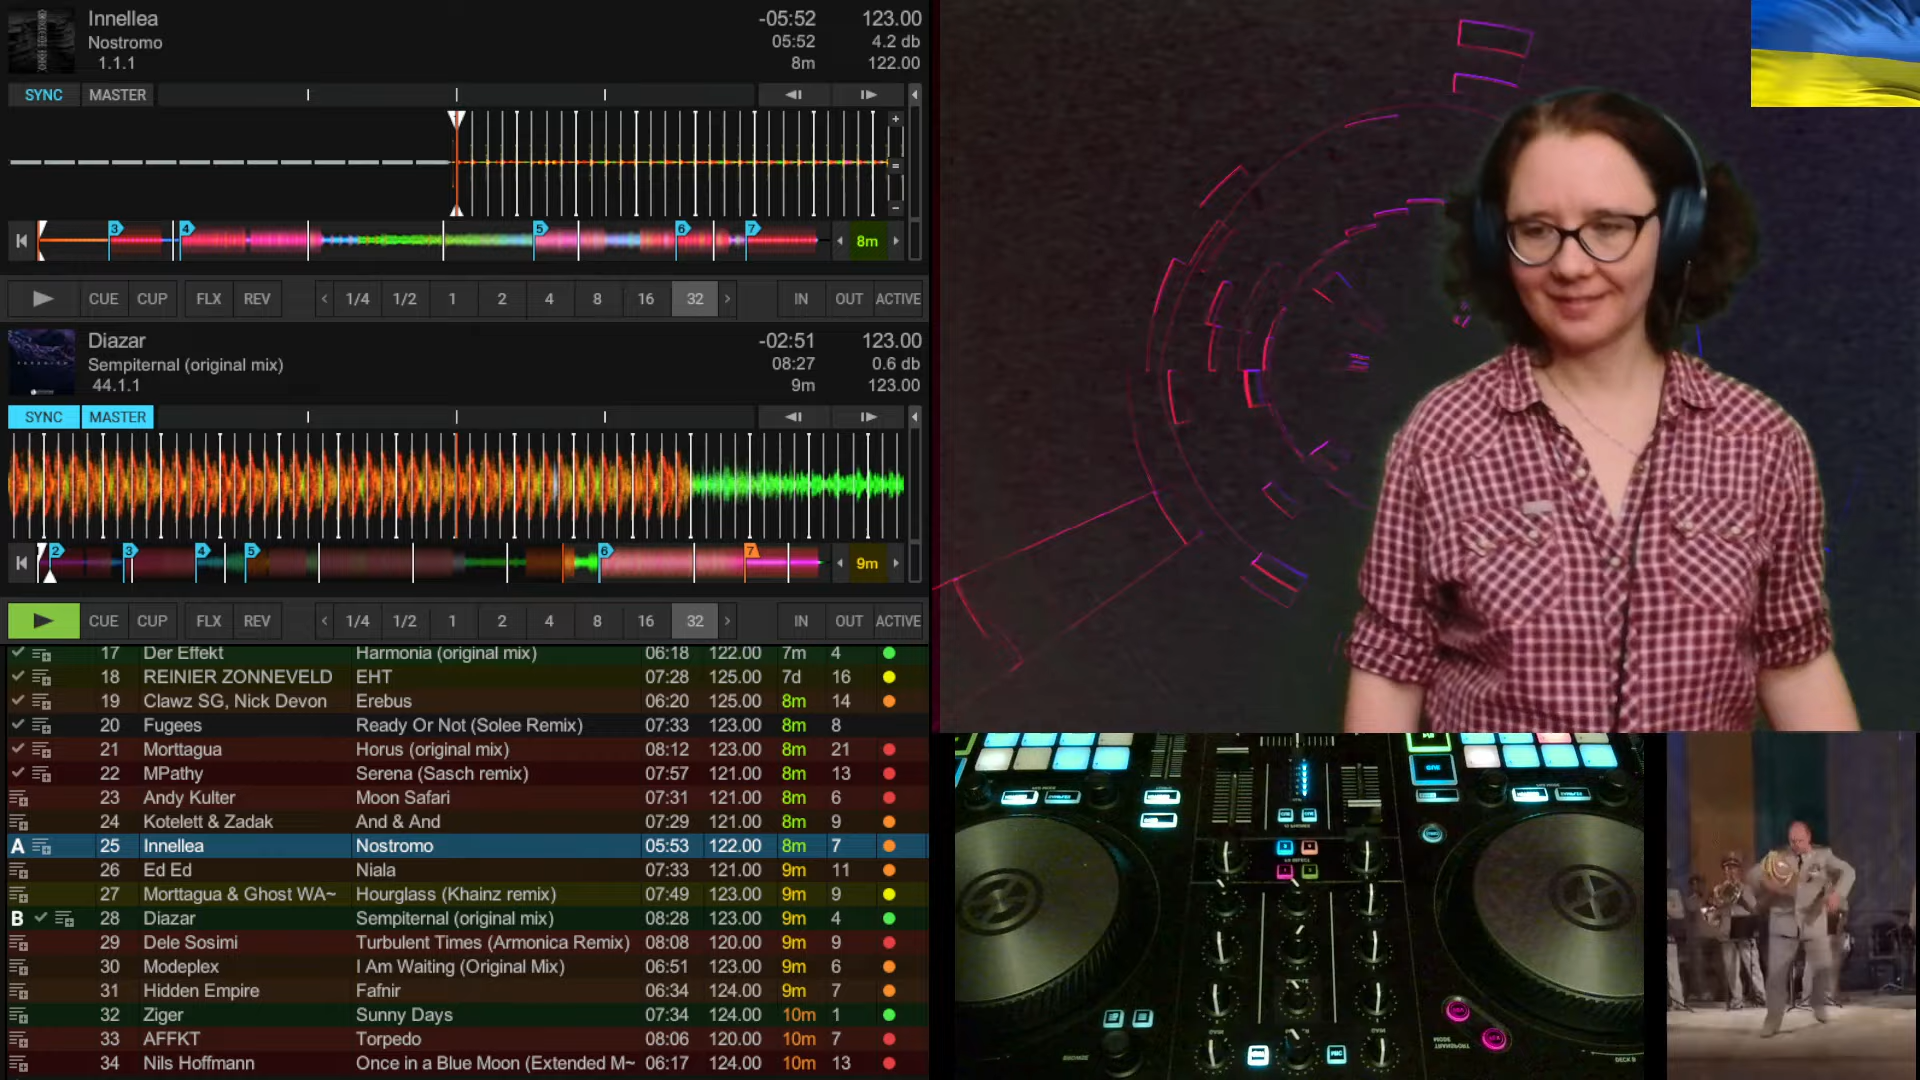 Innellea -05:52 123.00
Nostromo 05:52 4.2 db
1.1.1 8m 122.00
SYNC MASTER
3 4 5 6 7 8m
CUE CUP FLX REV 1/4 1/2 1 2 4 8 16 32 IN OUT ACTIVE
Diazar -02:51 123.00
Sempiternal (original mix) 08:27 0.6 db
44.1.1 9m 123.00
SYNC MASTER
2 3 4 5 6 7 9m
CUE CUP FLX REV 1/4 1/2 1 2 4 8 16 32 IN OUT ACTIVE
17 Der Effekt Harmonia (original mix) 06:18 122.00 7m 4
18 REINIER ZONNEVELD EHT 07:28 125.00 7d 16
19 Clawz SG, Nick Devon Erebus 06:20 125.00 8m 14
20 Fugees Ready Or Not (Solee Remix) 07:33 123.00 8m 8
21 Morttagua Horus (original mix) 08:12 123.00 8m 21
22 MPathy Serena (Sasch remix) 07:57 121.00 8m 13
23 Andy Kulter Moon Safari 07:31 121.00 8m 6
24 Kotelett & Zadak And & And 07:29 121.00 8m 9
A 25 Innellea Nostromo 05:53 122.00 8m 7
26 Ed Ed Niala 07:33 121.00 9m 11
27 Morttagua & Ghost WA~ Hourglass (Khainz remix) 07:49 123.00 9m 9
B 28 Diazar Sempiternal (original mix) 08:28 123.00 9m 4
29 Dele Sosimi Turbulent Times (Armonica Remix) 08:08 120.00 9m 9
30 Modeplex I Am Waiting (Original Mix) 06:51 123.00 9m 6
31 Hidden Empire Fafnir 06:34 124.00 9m 7
32 Ziger Sunny Days 07:34 124.00 10m 1
33 AFFKT Torpedo 08:06 120.00 10m 7
34 Nils Hoffmann Once in a Blue Moon (Extended M~ 06:17 124.00 10m 13